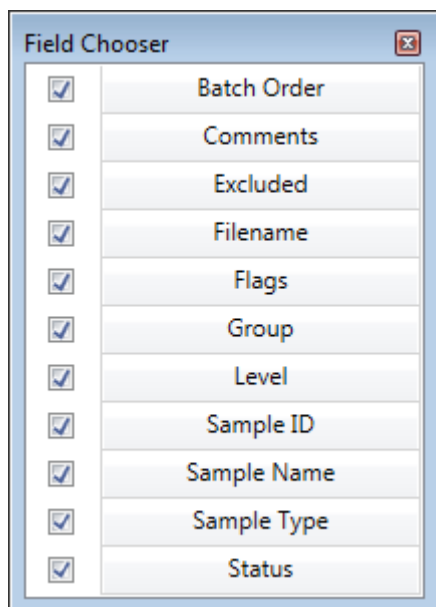 Field Chooser
Batch Order
Comments
Excluded
Filename
Flags
Group
Level
Sample ID
Sample Name
Sample Type
Status